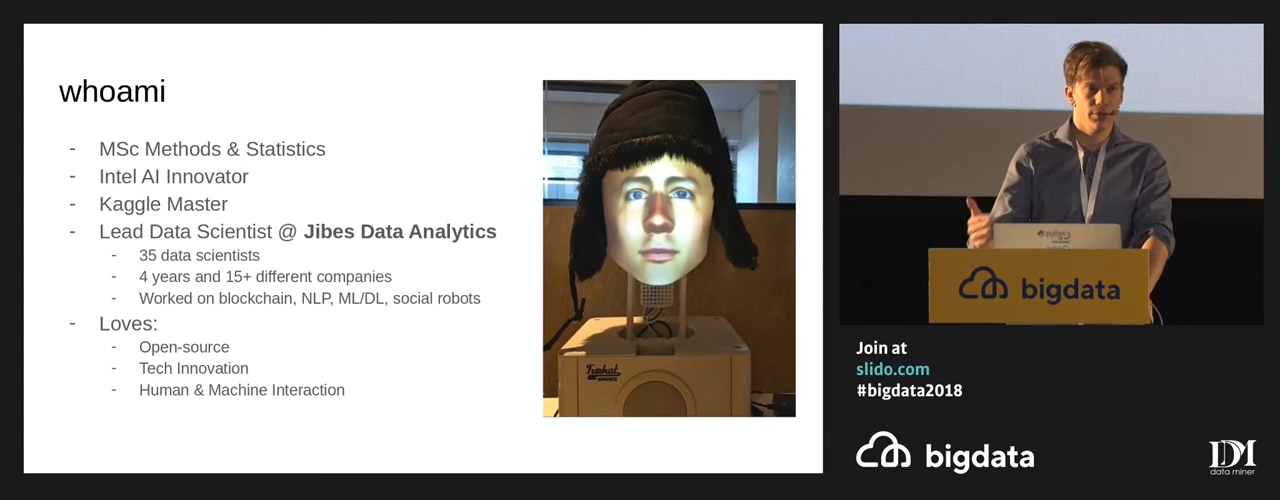 whoami
- MSc Methods & Statistics
- Intel AI Innovator
- Kaggle Master
- Lead Data Scientist @ Jibes Data Analytics
- 35 data scientists
- 4 years and 15+ different companies
- Worked on blockchain, NLP, ML/DL, social robots
- Loves:
- Open-source
- Tech Innovation
- Human & Machine Interaction
Furhat
python
bigdata
Join at
slido.com
#bigdata2018
bigdata
DM
data miner